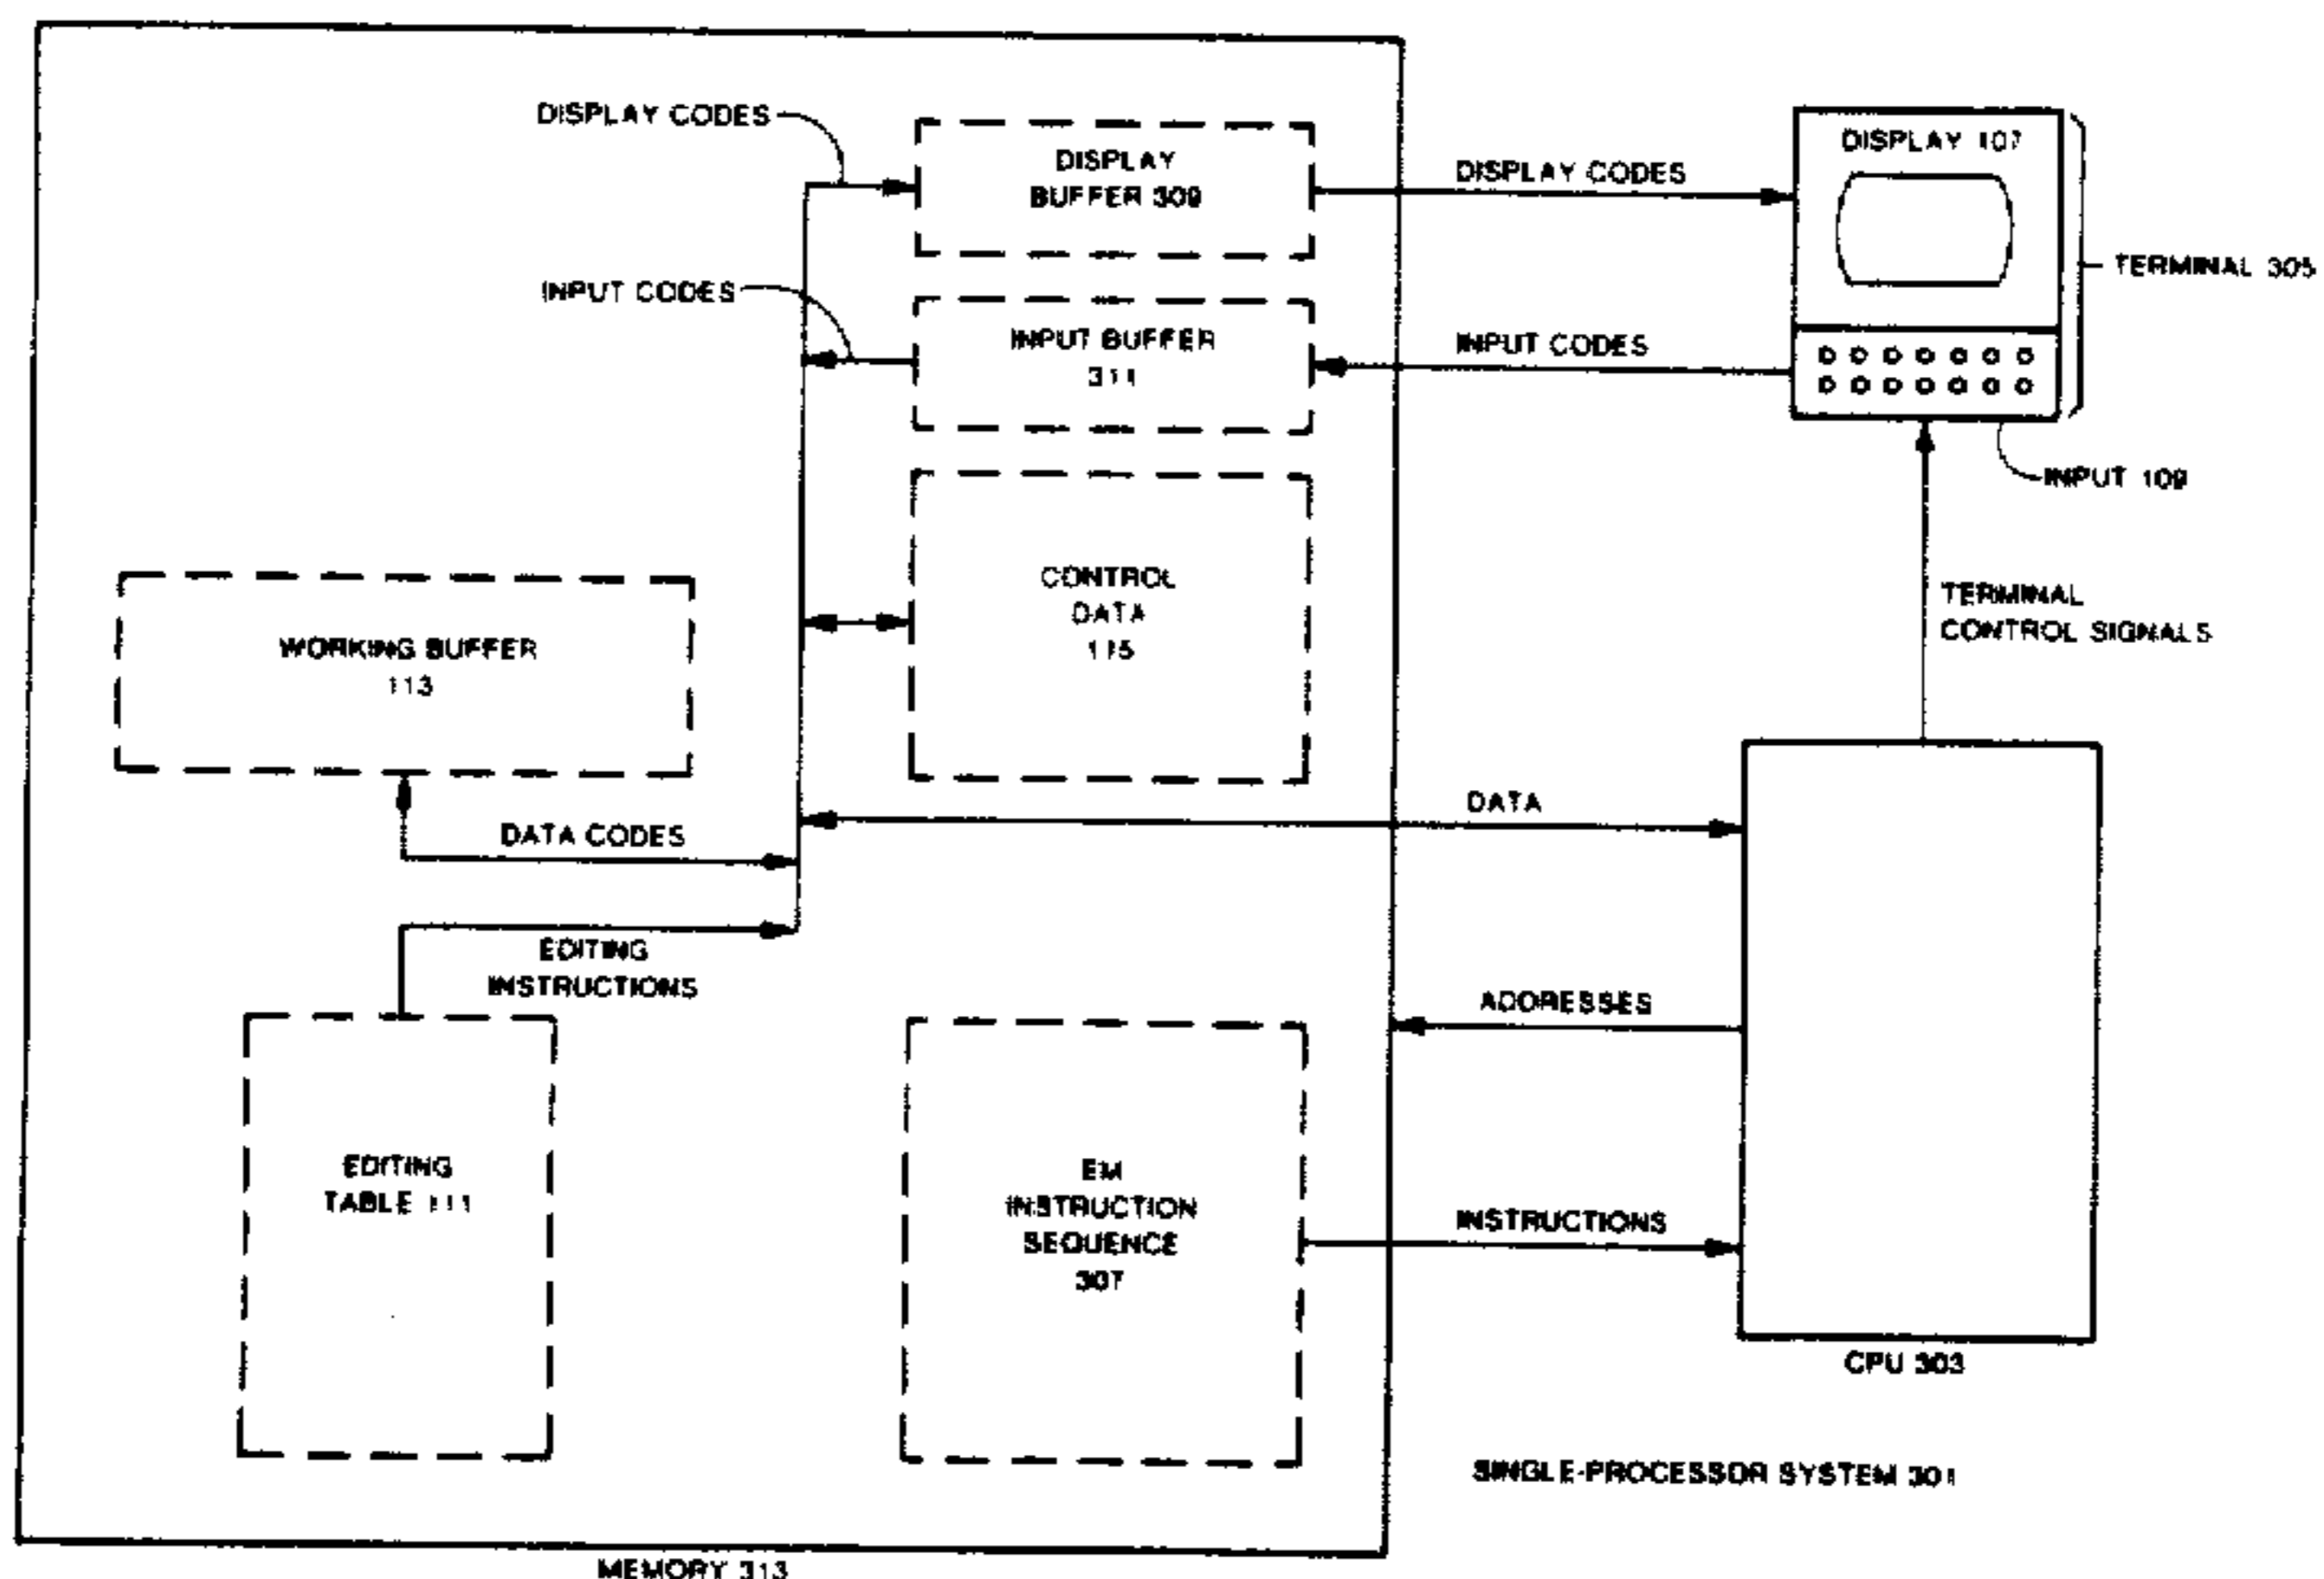 DISPLAY CODES
DISPLAY
BUFFER 309
DISPLAY CODES
DISPLAY 107
TERMINAL 305
INPUT CODES
INPUT BUFFER
311
INPUT CODES
INPUT 109
CONTROL
DATA
115
TERMINAL
CONTROL SIGNALS
WORKING BUFFER
113
DATA CODES
DATA
EDITING
INSTRUCTIONS
ADDRESSES
EDITING
TABLE 111
EM
INSTRUCTION
SEQUENCE
307
INSTRUCTIONS
CPU 303
SINGLE-PROCESSOR SYSTEM 301
MEMORY 313